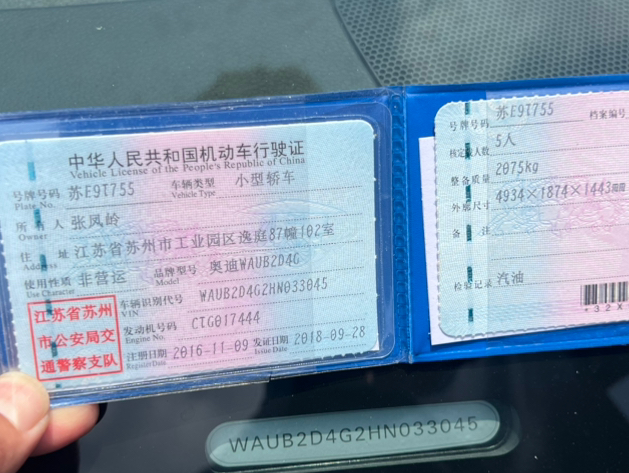 中华人民共和国机动车行驶证
Vehicle License of the People's Republic of China
号牌号码 苏E9T755 车辆类型 小型轿车
Plate No. Vehicle Type
所有人 张凤岭
Owner
住址 江苏省苏州市工业园区逸庭87幢102室
Address
使用性质 非营运 品牌型号 奥迪WAUB2D4G
Use Character Model
江苏省苏州
市公安局交
通警察支队
车辆识别代号 WAUB2D4G2HN033045
VIN
发动机号码 CTG017444
Engine No.
注册日期 2016-11-09 发证日期 2018-09-28
Register Date Issue Date
号牌号码 苏E9T755 档案编号
核定载人数 5人
整备质量 2075kg
外廓尺寸 4934×1874×1443mm
备注
检验记录 汽油
WAUB2D4G2HN033045